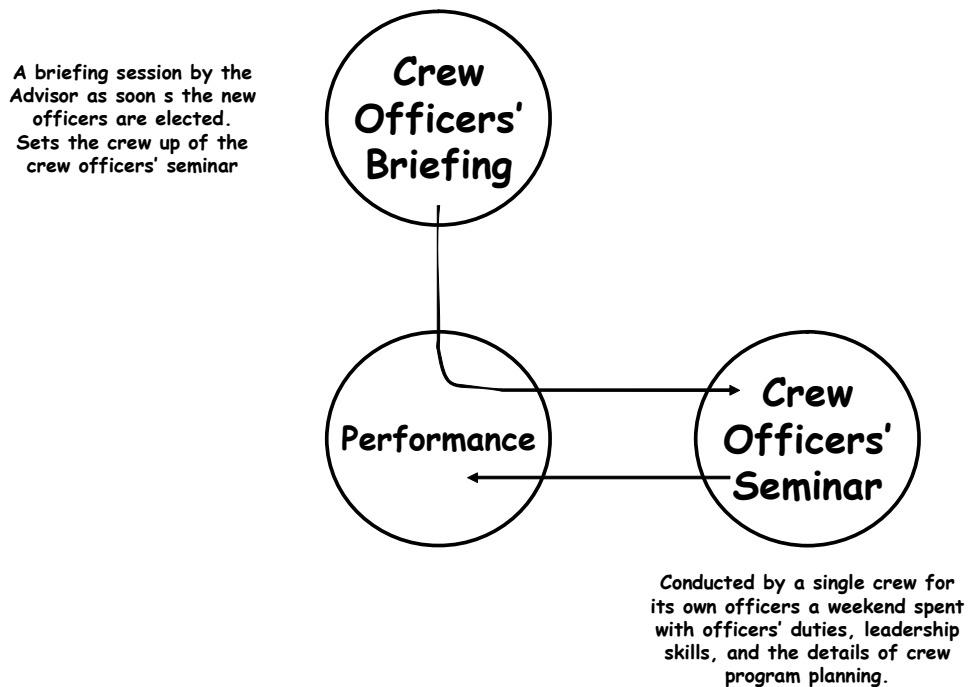 A briefing session by the
Advisor as soon s the new
officers are elected.
Sets the crew up of the
crew officers' seminar
Crew
Officers'
Briefing
Performance
Crew
Officers'
Seminar
Conducted by a single crew for
its own officers a weekend spent
with officers' duties, leadership
skills, and the details of crew
program planning.